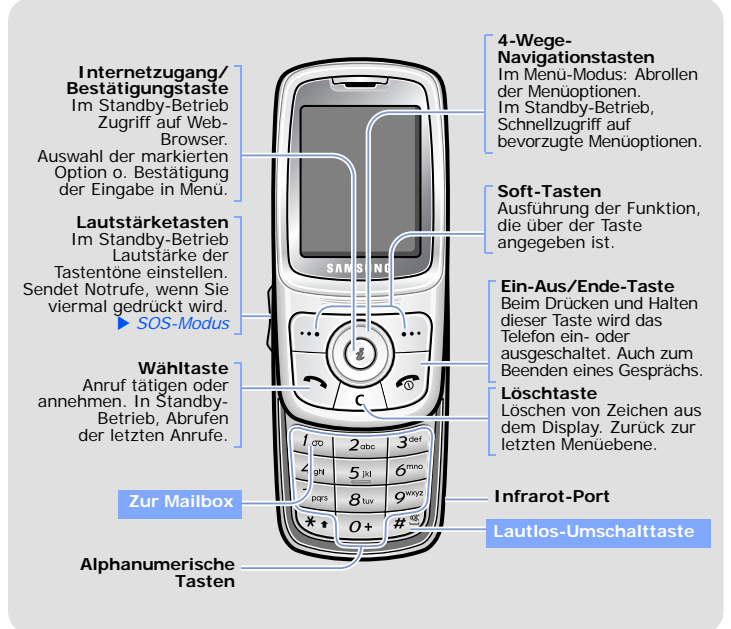 Internetzugang/
Bestätigungstaste
Im Standby-Betrieb
Zugriff auf Web-
Browser.
Auswahl der markierten
Option o. Bestätigung
der Eingabe in Menü.
Lautstärketasten
Im Standby-Betrieb
Lautstärke der
Tastentöne einstellen.
Sendet Notrufe, wenn Sie
viermal gedrückt wird.
▶ SOS-Modus
Wähltaste
Anruf tätigen oder
annehmen. In Standby-
Betrieb, Abrufen
der letzten Anrufe.
Zur Mailbox
Alphanumerische
Tasten
SAMSUNG
i
C
1
2 abc
3 def
4 ghi
5 jkl
6 mno
7 pqrs
8 tuv
9 wxyz
*
0 +
#
4-Wege-
Navigationstasten
Im Menü-Modus: Abrollen
der Menüoptionen.
Im Standby-Betrieb,
Schnellzugriff auf
bevorzugte Menüoptionen.
Soft-Tasten
Ausführung der Funktion,
die über der Taste
angegeben ist.
Ein-Aus/Ende-Taste
Beim Drücken und Halten
dieser Taste wird das
Telefon ein- oder
ausgeschaltet. Auch zum
Beenden eines Gesprächs.
Löschtaste
Löschen von Zeichen aus
dem Display. Zurück zur
letzten Menüebene.
Infrarot-Port
Lautlos-Umschalttaste